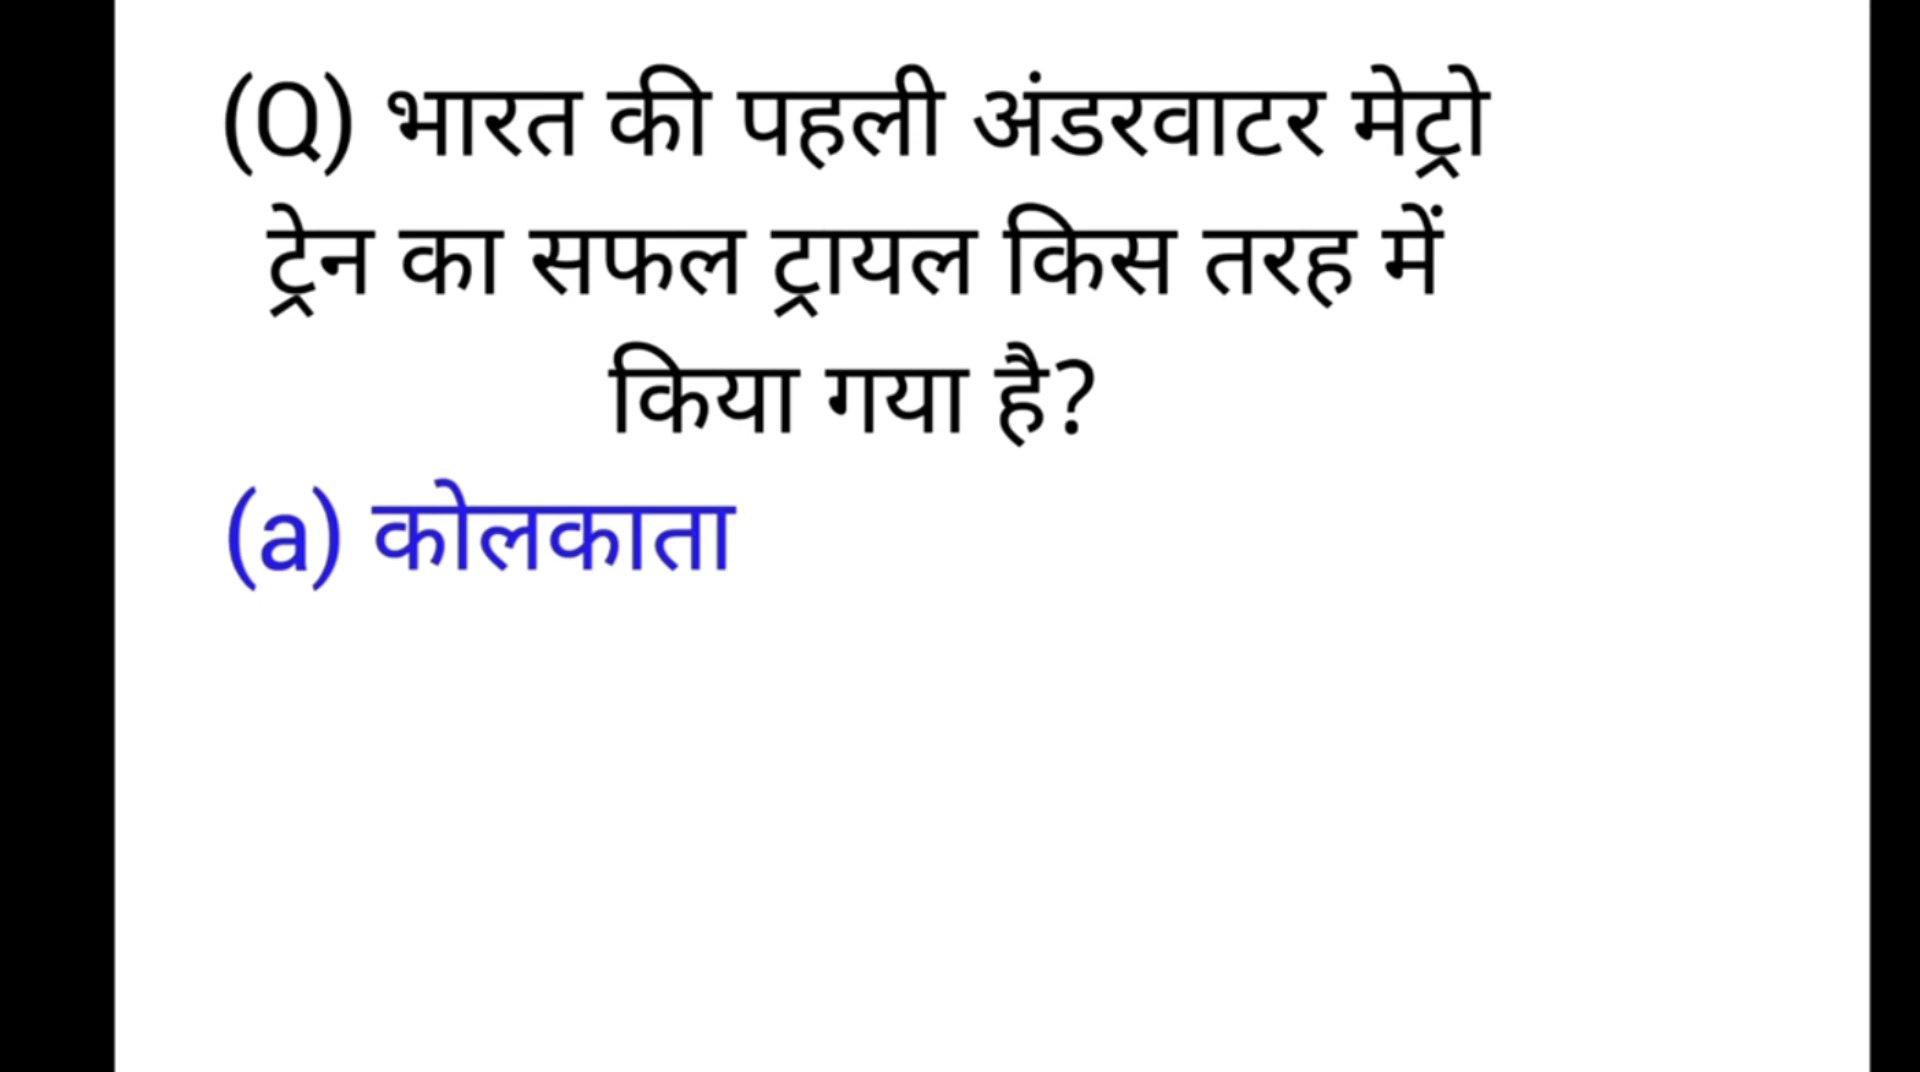 (Q) भारत की पहली अंडरवाटर मेट्रो
ट्रेन का सफल ट्रायल किस तरह में
किया गया है?
(a) कोलकाता